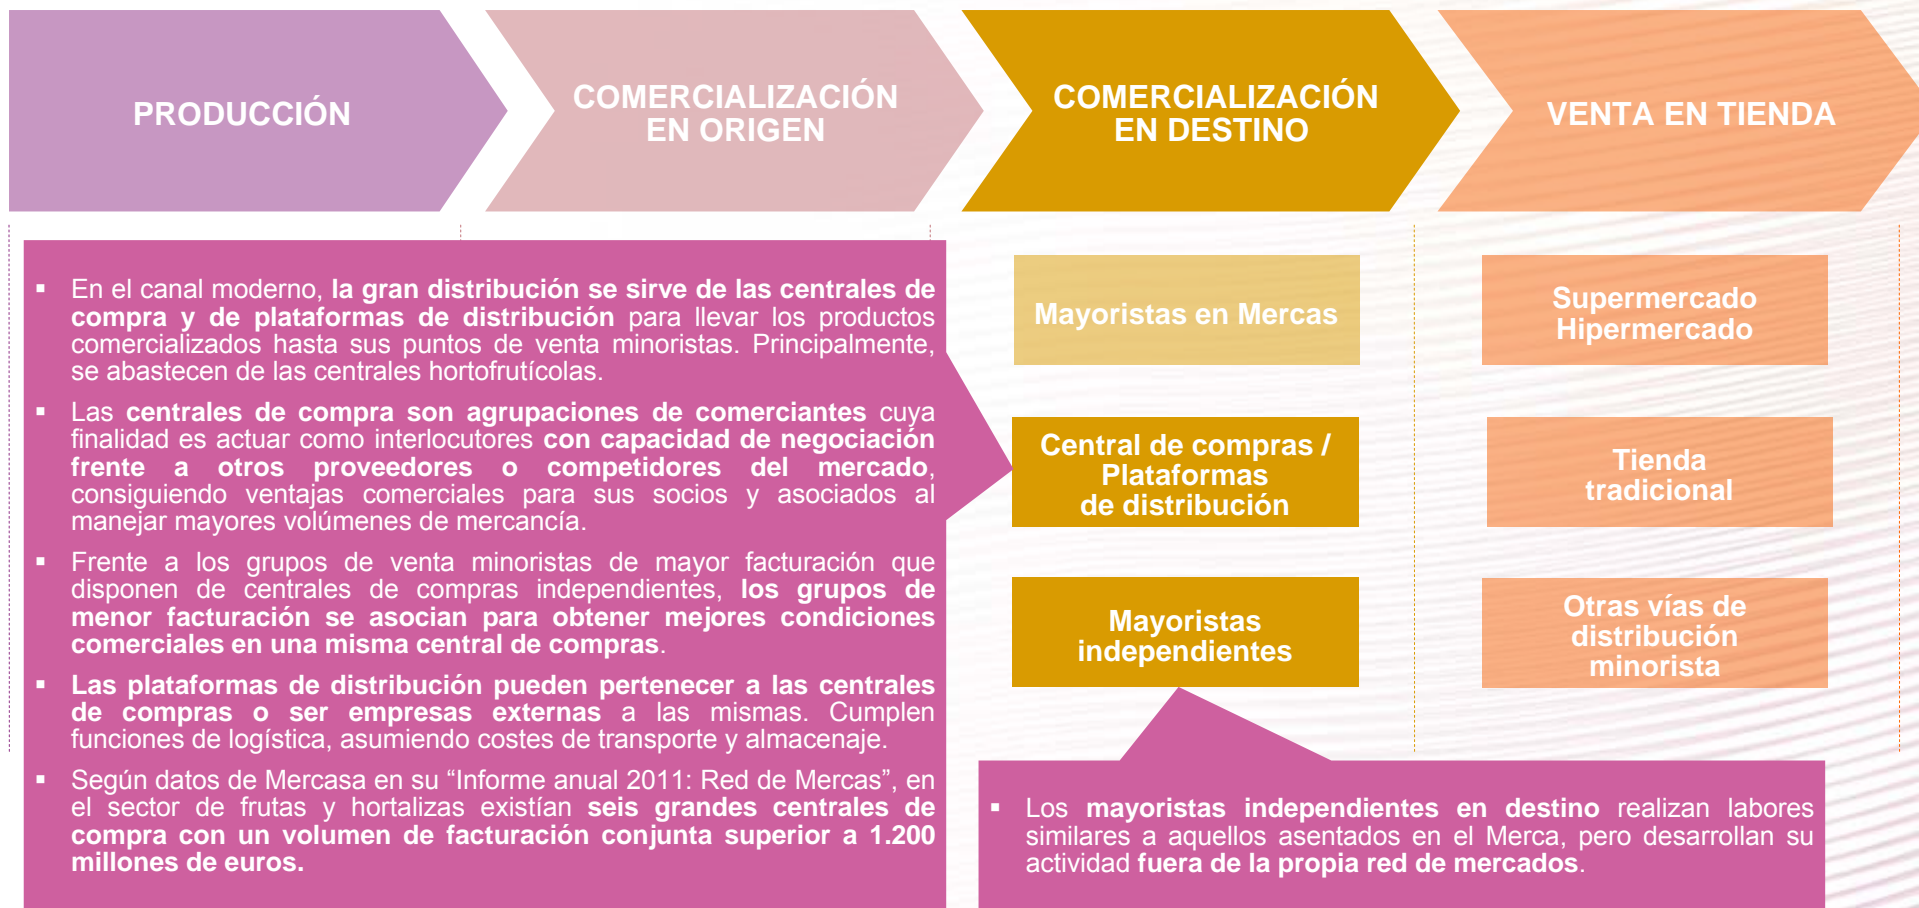 PRODUCCIÓN
COMERCIALIZACIÓN
EN ORIGEN
COMERCIALIZACIÓN
EN DESTINO
VENTA EN TIENDA
▪ En el canal moderno, la gran distribución se sirve de las centrales de
compra y de plataformas de distribución para llevar los productos
comercializados hasta sus puntos de venta minoristas. Principalmente,
se abastecen de las centrales hortofrutícolas.
▪ Las centrales de compra son agrupaciones de comerciantes cuya
finalidad es actuar como interlocutores con capacidad de negociación
frente a otros proveedores o competidores del mercado,
consiguiendo ventajas comerciales para sus socios y asociados al
manejar mayores volúmenes de mercancía.
▪ Frente a los grupos de venta minoristas de mayor facturación que
disponen de centrales de compras independientes, los grupos de
menor facturación se asocian para obtener mejores condiciones
comerciales en una misma central de compras.
▪ Las plataformas de distribución pueden pertenecer a las centrales
de compras o ser empresas externas a las mismas. Cumplen
funciones de logística, asumiendo costes de transporte y almacenaje.
▪ Según datos de Mercasa en su “Informe anual 2011: Red de Mercas”, en
el sector de frutas y hortalizas existían seis grandes centrales de
compra con un volumen de facturación conjunta superior a 1.200
millones de euros.
Mayoristas en Mercas
Central de compras /
Plataformas
de distribución
Mayoristas
independientes
Supermercado
Hipermercado
Tienda
tradicional
Otras vías de
distribución
minorista
▪ Los mayoristas independientes en destino realizan labores
similares a aquellos asentados en el Merca, pero desarrollan su
actividad fuera de la propia red de mercados.